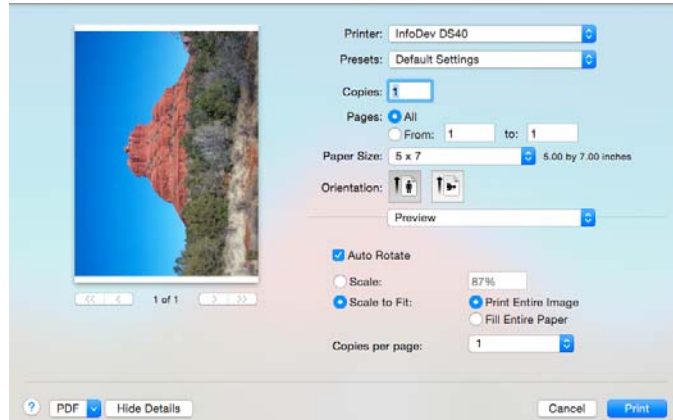 Printer: InfoDev DS40
Presets: Default Settings
Copies: 1
Pages: All
From: 1 to: 1
Paper Size: 5 x 7 5.00 by 7.00 inches
Orientation:
Preview
Auto Rotate
Scale: 87%
Scale to Fit: Print Entire Image
Fill Entire Paper
Copies per page: 1
1 of 1
? PDF Hide Details Cancel Print